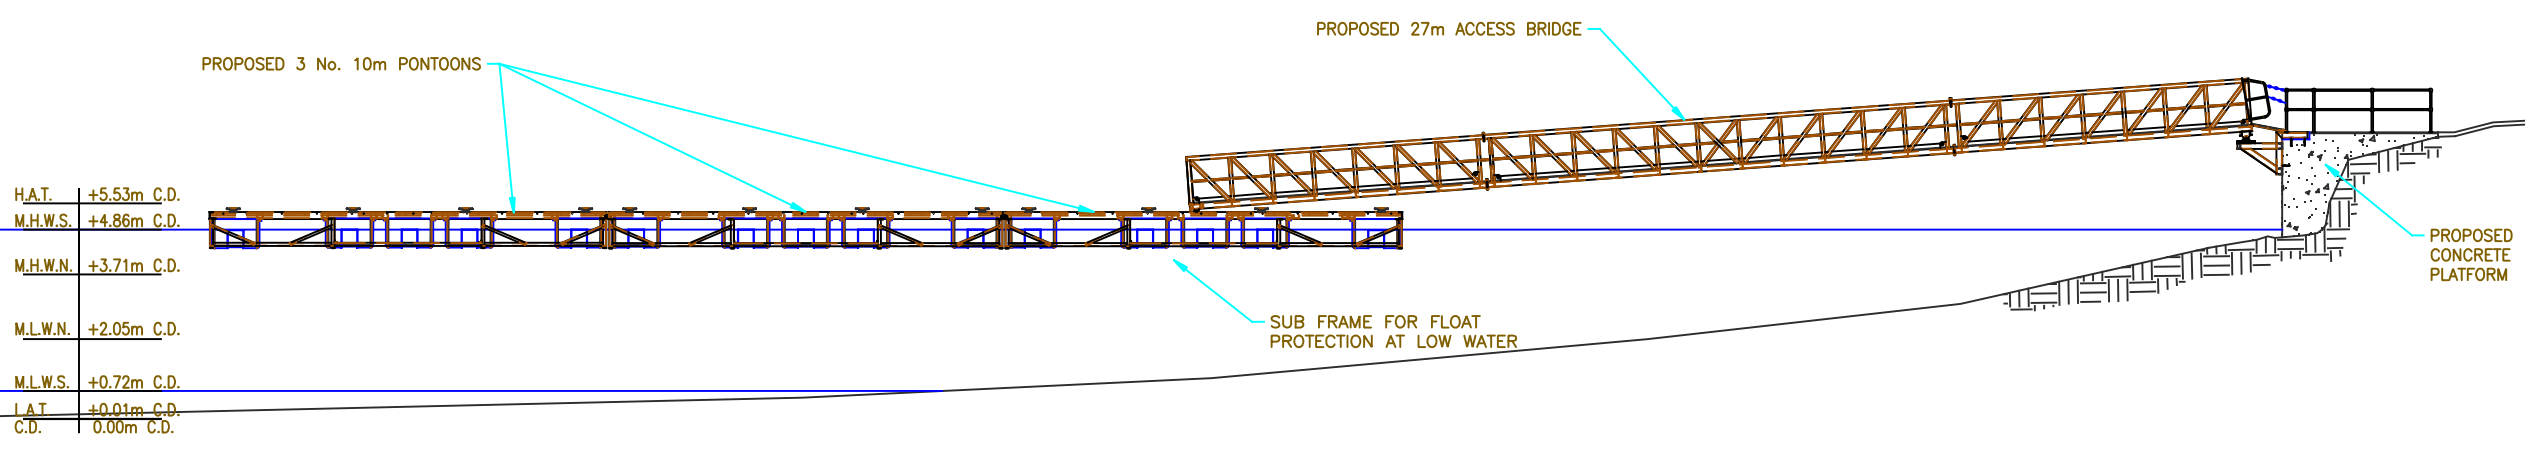 PROPOSED 27m ACCESS BRIDGE
PROPOSED 3 No. 10m PONTOONS
H.A.T. +5.53m C.D.
M.H.W.S. +4.86m C.D.
M.H.W.N. +3.71m C.D.
M.L.W.N. +2.05m C.D.
M.L.W.S. +0.72m C.D.
L.A.T. +0.01m C.D.
C.D. 0.00m C.D.
SUB FRAME FOR FLOAT
PROTECTION AT LOW WATER
PROPOSED
CONCRETE
PLATFORM